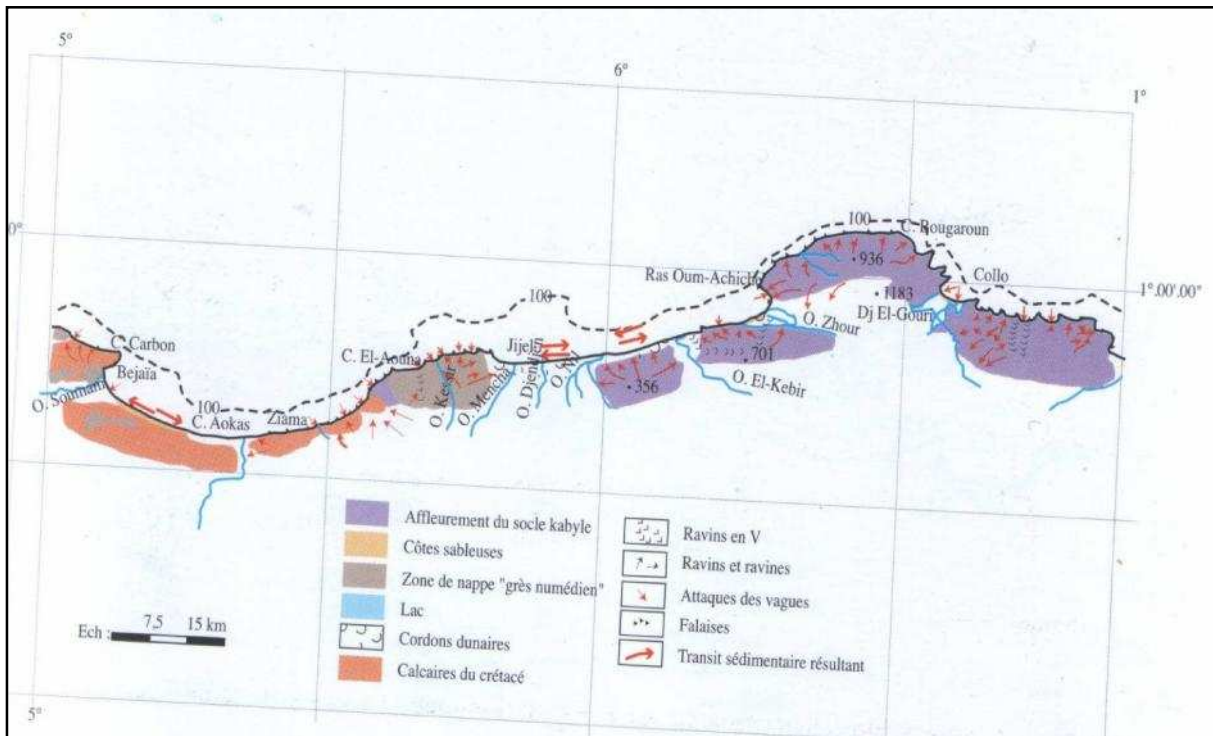 5°
6°
1°
0°
100
C. Bougaroun
936
Ras Oum-Achiche
Collo
1183
1°.00'.00"
Dj El-Gouri
O. Zhour
100
C. Carbon
C. El-Aouna
Jijel
701
Bejaïa
O. Djendjen
O. El-Kebir
O. Soumam
O. Mencha
356
100
Ziama
C. Aokas
Affleurement du socle kabyle
Côtes sableuses
Zone de nappe "grès numédien"
Lac
Cordons dunaires
Calcaires du crétacé
Ravins en V
Ravins et ravines
Attaques des vagues
Falaises
Transit sédimentaire résultant
Ech :
7,5
15 km
5°